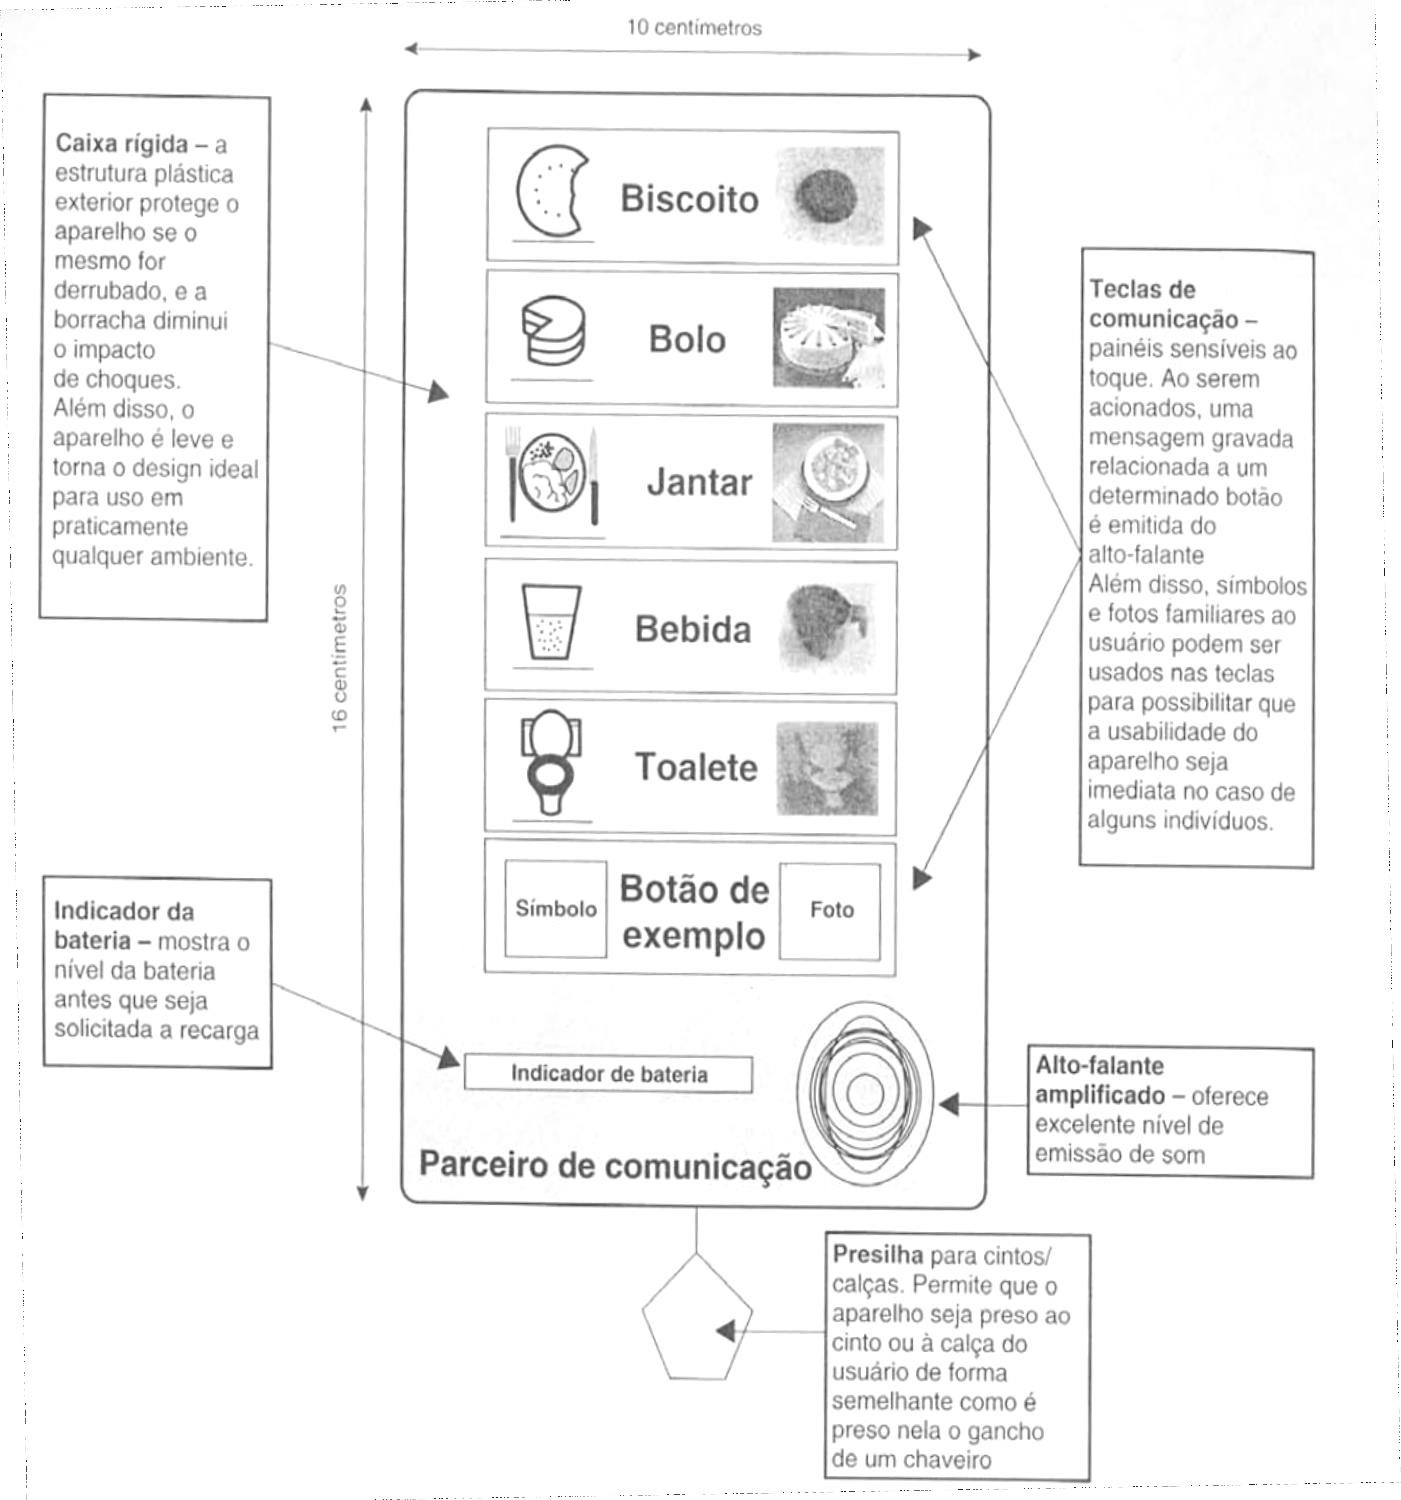 10 centímetros
Caixa rígida – a
estrutura plástica
exterior protege o
aparelho se o
mesmo for
derrubado, e a
borracha diminui
o impacto
de choques.
Além disso, o
aparelho é leve e
torna o design ideal
para uso em
praticamente
qualquer ambiente.
16 centímetros
Biscoito
Bolo
Jantar
Bebida
Toalete
Símbolo
Botão de
exemplo
Foto
Teclas de
comunicação –
painéis sensíveis ao
toque. Ao serem
acionados, uma
mensagem gravada
relacionada a um
determinado botão
é emitida do
alto-falante
Além disso, símbolos
e fotos familiares ao
usuário podem ser
usados nas teclas
para possibilitar que
a usabilidade do
aparelho seja
imediata no caso de
alguns indivíduos.
Indicador da
bateria – mostra o
nível da bateria
antes que seja
solicitada a recarga
Indicador de bateria
Parceiro de comunicação
Alto-falante
amplificado – oferece
excelente nível de
emissão de som
Presilha para cintos/
calças. Permite que o
aparelho seja preso ao
cinto ou à calça do
usuário de forma
semelhante como é
preso nela o gancho
de um chaveiro